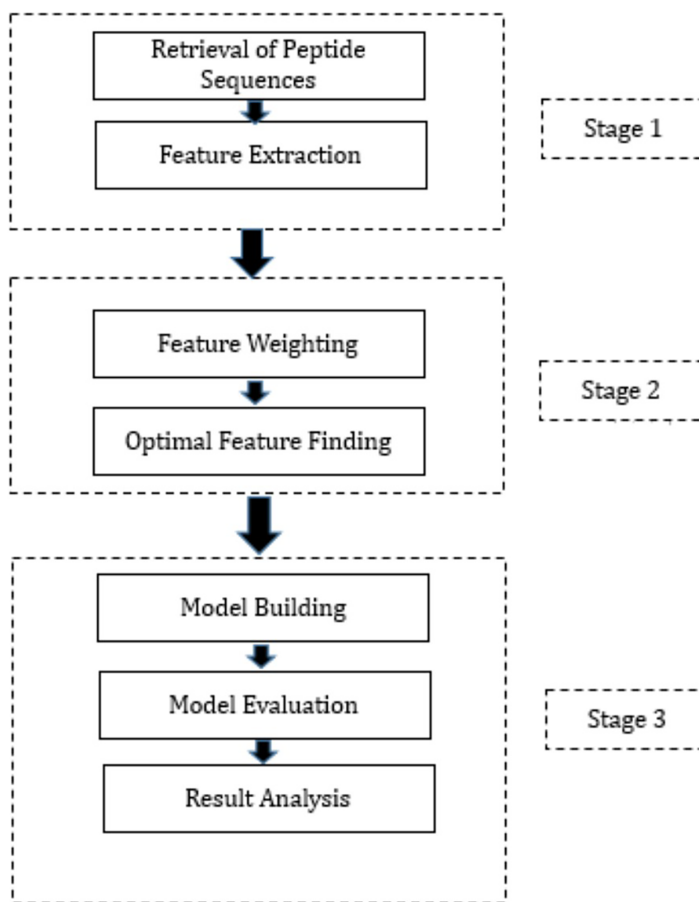 Retrieval of Peptide
Sequences
Feature Extraction
Stage 1
Feature Weighting
Optimal Feature Finding
Stage 2
Model Building
Model Evaluation
Result Analysis
Stage 3